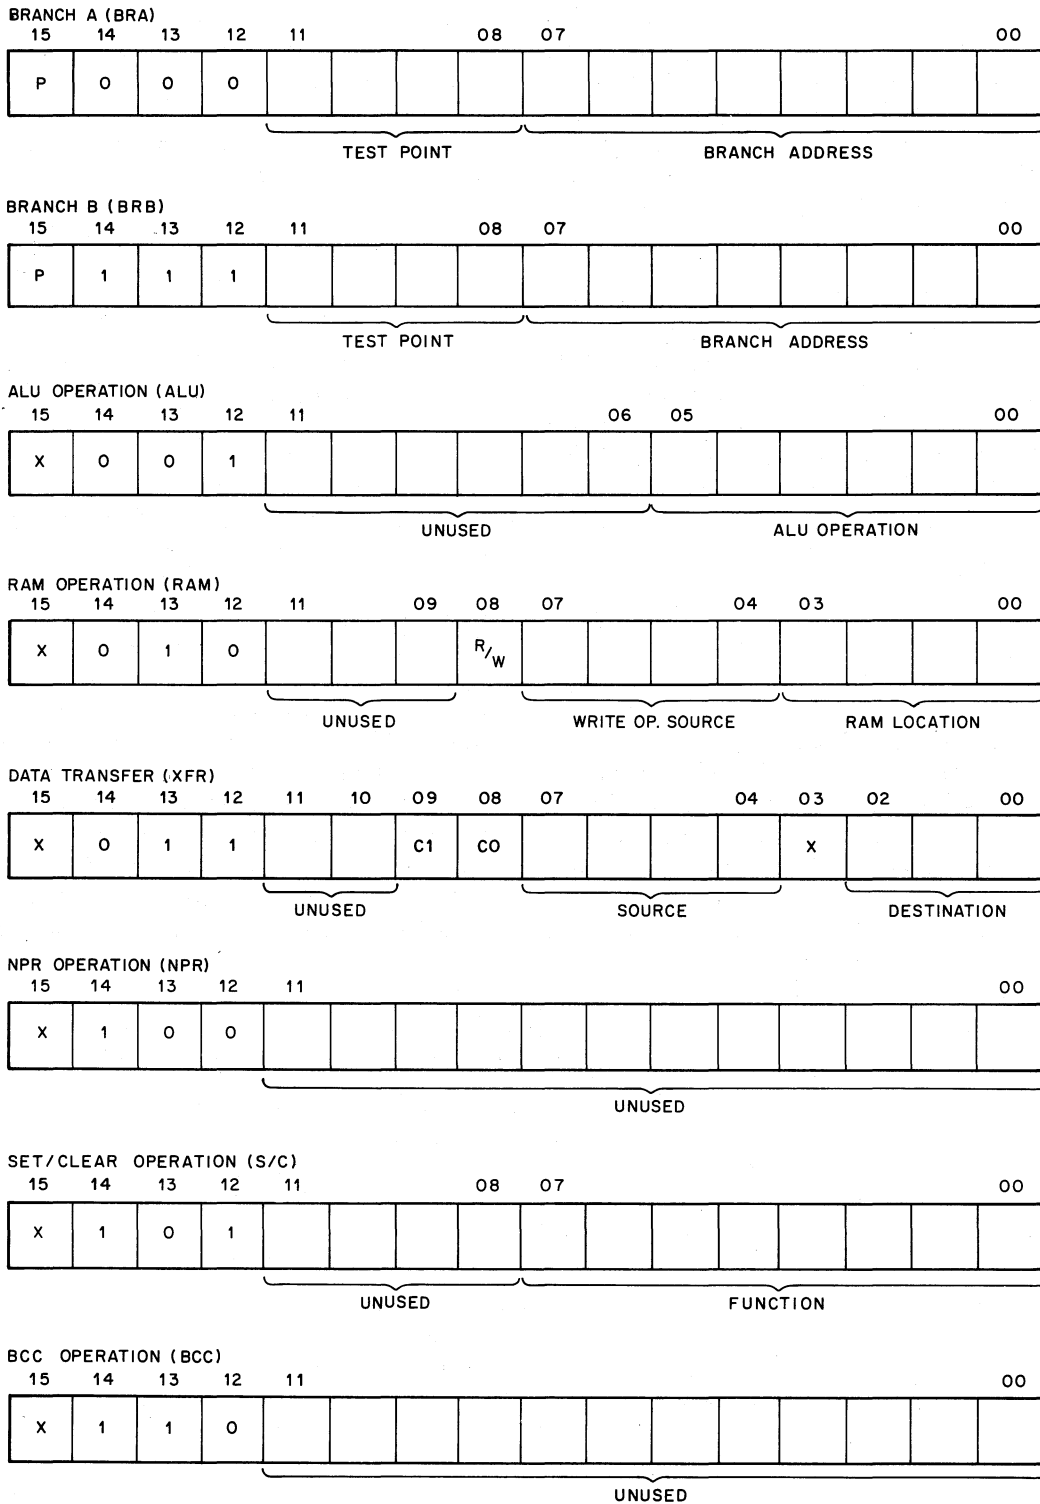 BRANCH A (BRA)
15 14 13 12 11 08 07 00
P 0 0 0
TEST POINT BRANCH ADDRESS
BRANCH B (BRB)
15 14 13 12 11 08 07 00
P 1 1 1
TEST POINT BRANCH ADDRESS
ALU OPERATION (ALU)
15 14 13 12 11 06 05 00
X 0 0 1
UNUSED ALU OPERATION
RAM OPERATION (RAM)
15 14 13 12 11 09 08 07 04 03 00
X 0 1 0 R/W
UNUSED WRITE OP. SOURCE RAM LOCATION
DATA TRANSFER (XFR)
15 14 13 12 11 10 09 08 07 04 03 02 00
X 0 1 1 C1 C0 X
UNUSED SOURCE DESTINATION
NPR OPERATION (NPR)
15 14 13 12 11 00
X 1 0 0
UNUSED
SET/CLEAR OPERATION (S/C)
15 14 13 12 11 08 07 00
X 1 0 1
UNUSED FUNCTION
BCC OPERATION (BCC)
15 14 13 12 11 00
X 1 1 0
UNUSED